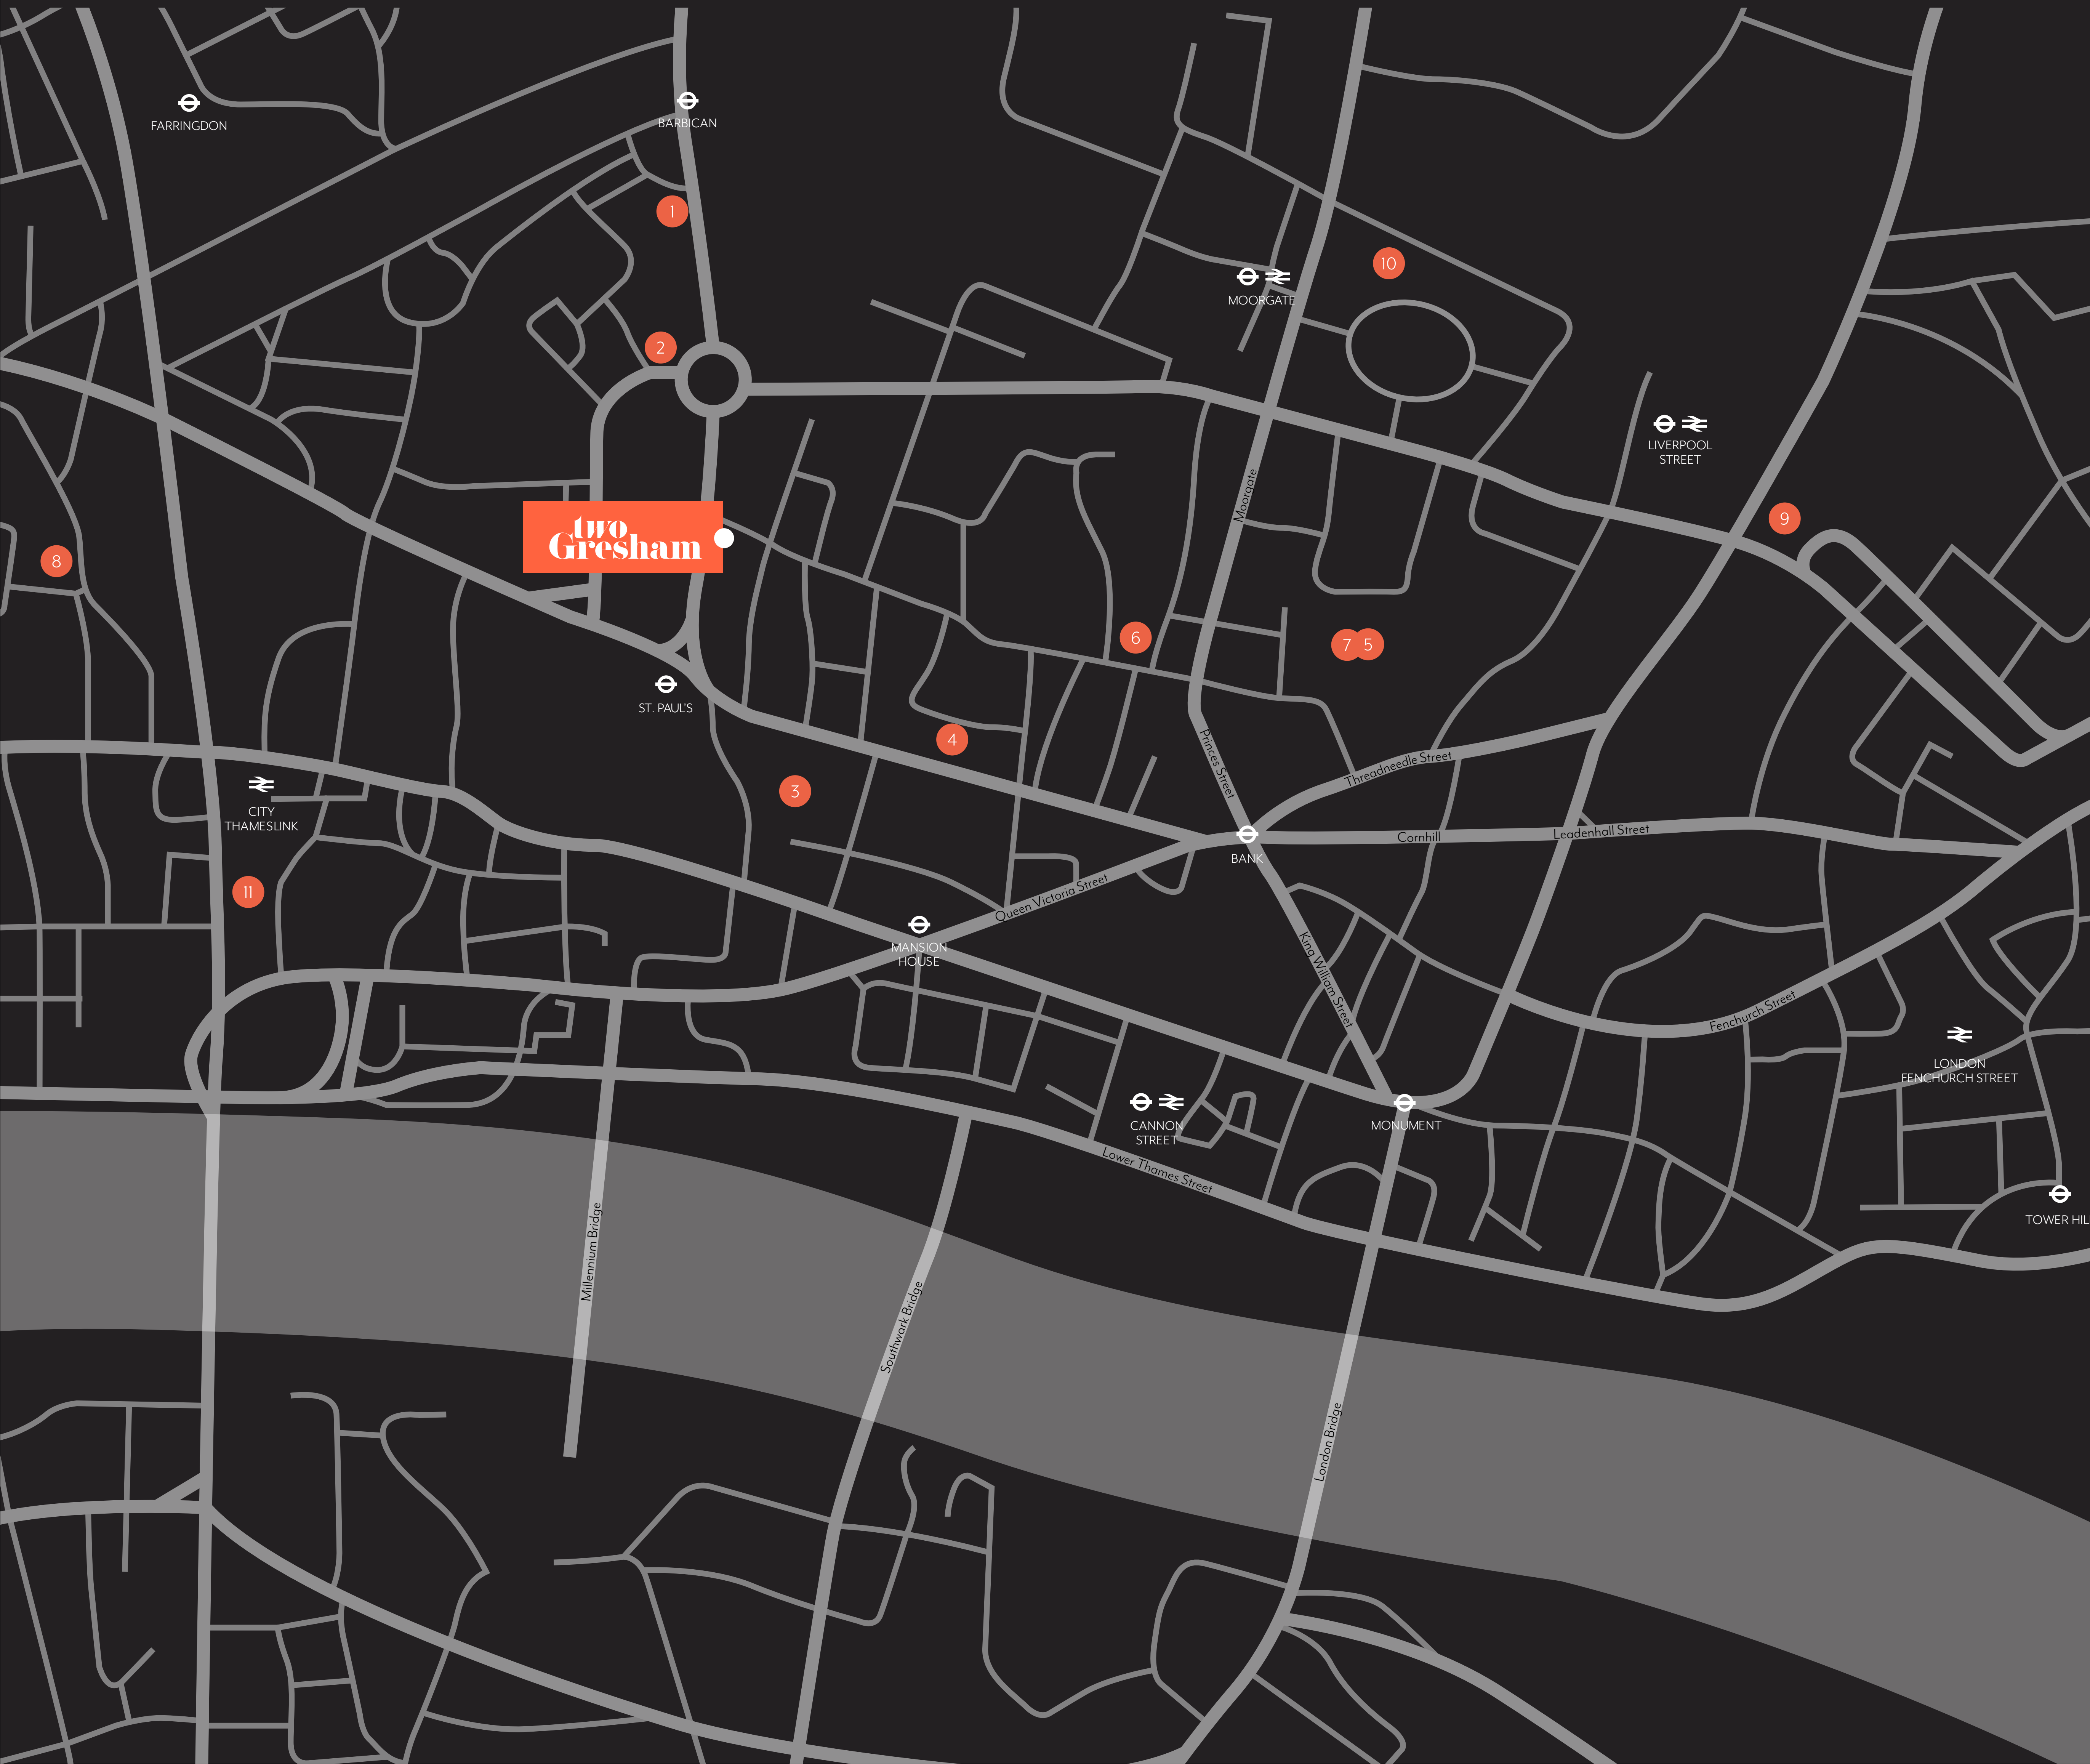 FARRINGDON
BARBICAN
1
10
MOORGATE
2
LIVERPOOL
STREET
Moorgate
two
Gresham
9
8
6
7
5
ST. PAUL'S
4
Princes Street
Threadneedle Street
3
CITY
THAMESLINK
Cornhill
Leadenhall Street
BANK
11
Queen Victoria Street
MANSION
HOUSE
King William Street
Fenchurch Street
LONDON
FENCHURCH STREET
CANNON
STREET
MONUMENT
Lower Thames Street
TOWER HIL
Millennium Bridge
Southwark Bridge
London Bridge